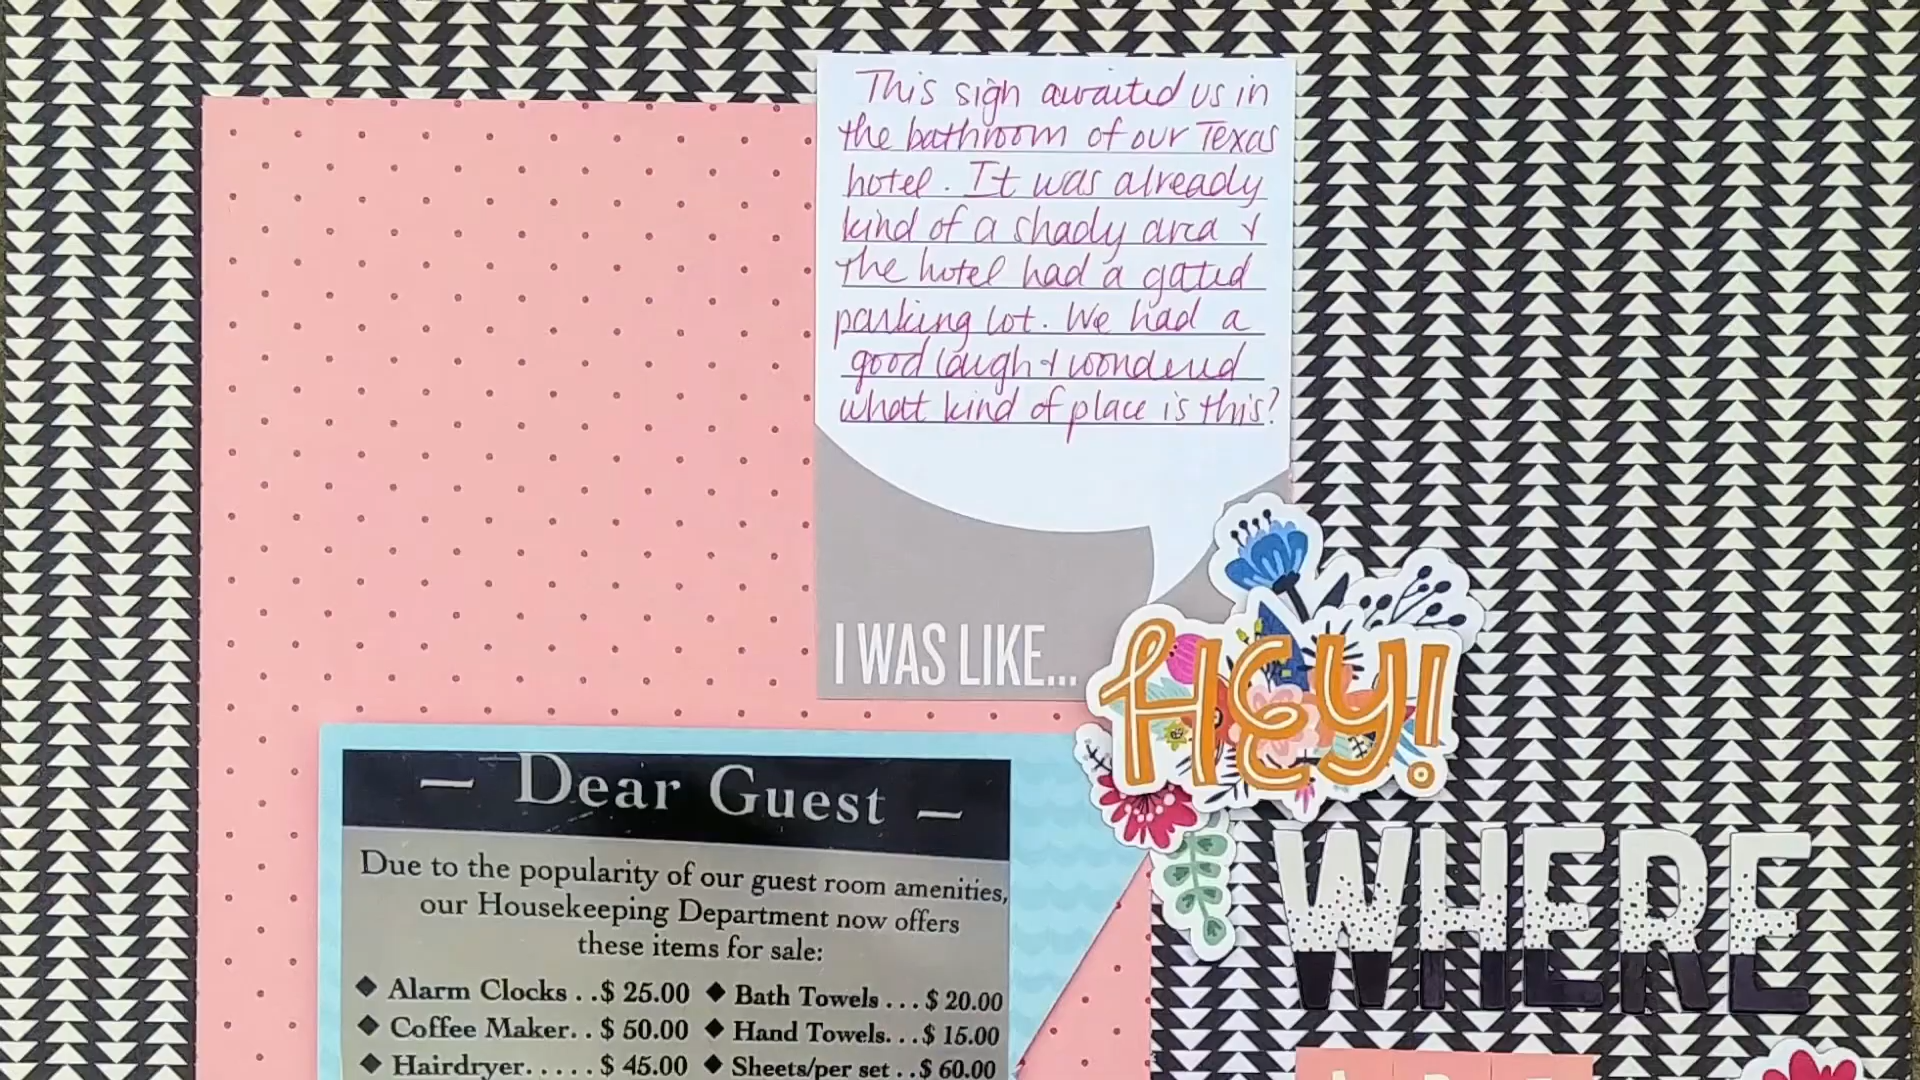 This sign awaited us in
the bathroom of our Texas
hotel. It was already
kind of a shady area &
the hotel had a gated
parking lot. We had a
good laugh & wondered
what kind of place is this?
I WAS LIKE...
HEY!
WHERE
— Dear Guest —
Due to the popularity of our guest room amenities,
our Housekeeping Department now offers
these items for sale:
◆ Alarm Clocks . . $ 25.00 ◆ Bath Towels . . . $ 20.00
◆ Coffee Maker. . $ 50.00 ◆ Hand Towels. . . $ 15.00
◆ Hairdryer. . . . . $ 45.00 ◆ Sheets/per set . . $ 60.00